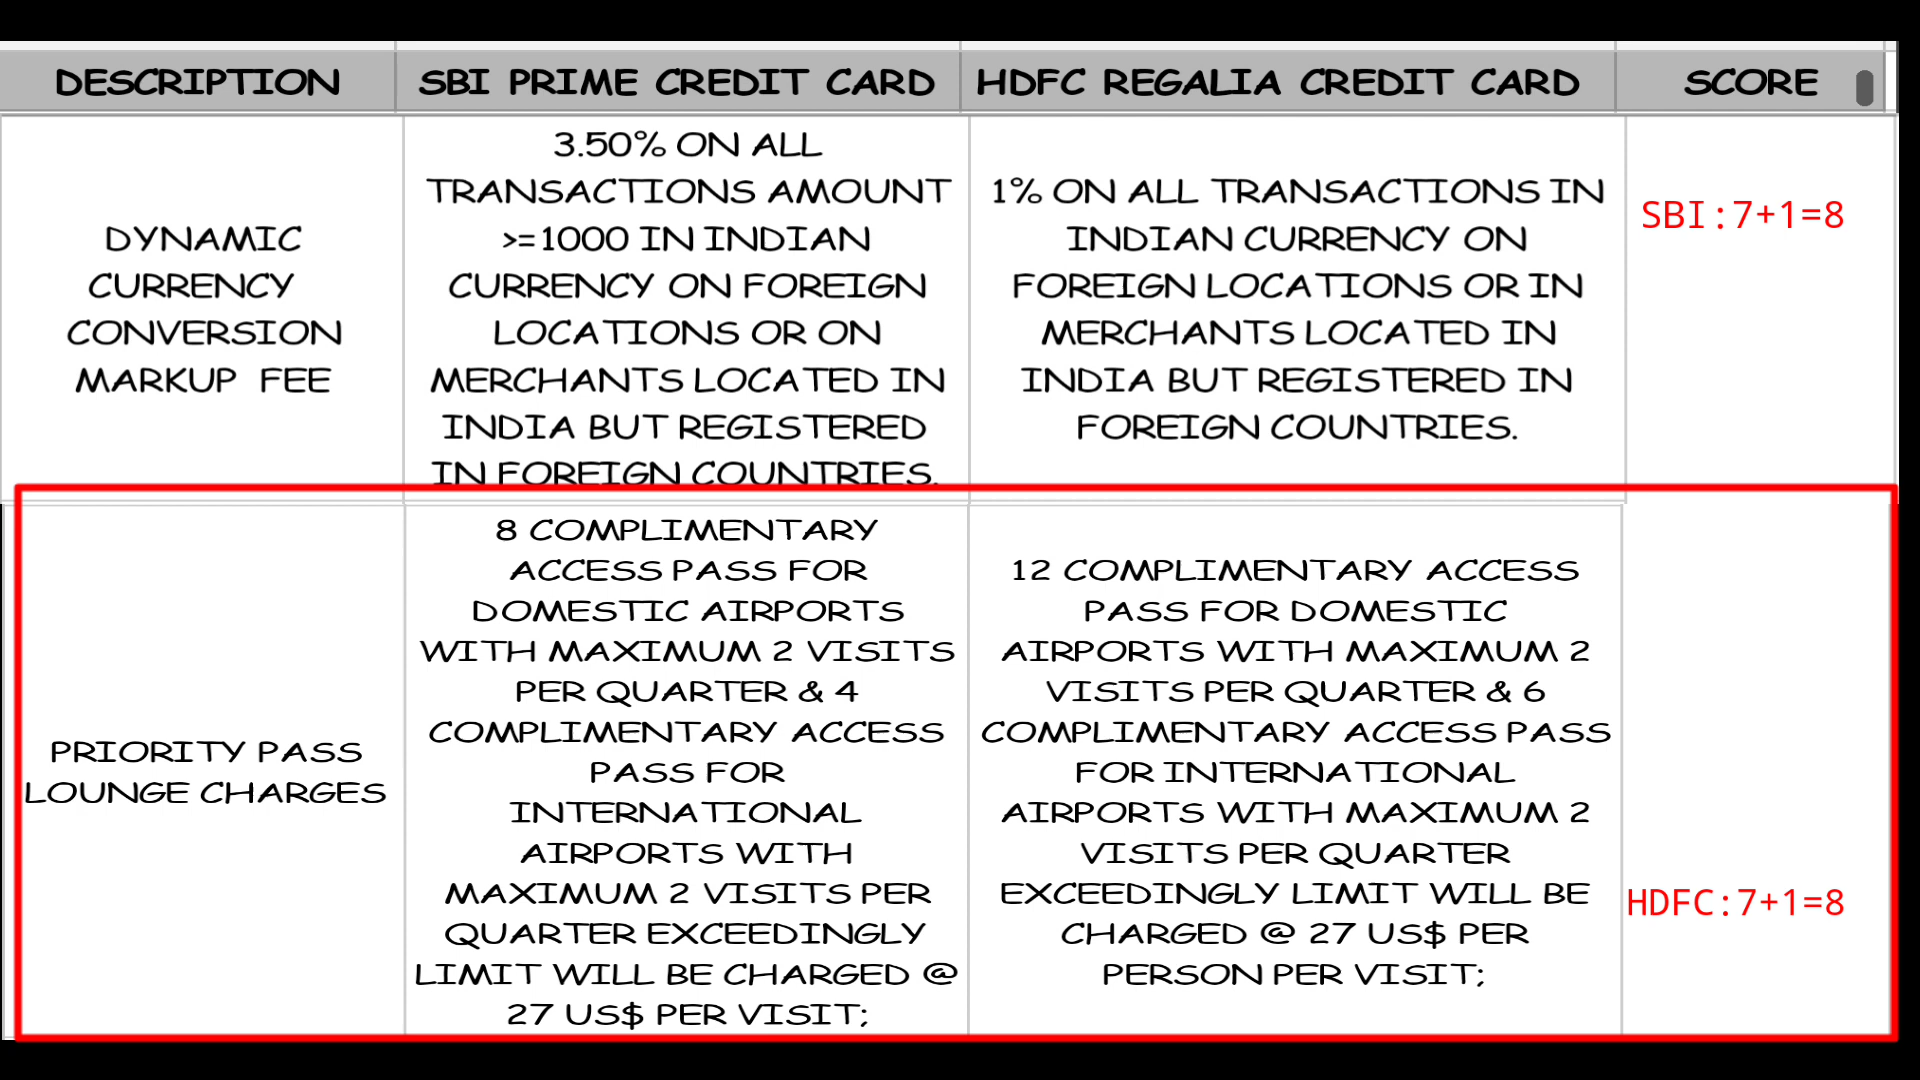 DESCRIPTION
SBI PRIME CREDIT CARD
HDFC REGALIA CREDIT CARD
SCORE
DYNAMIC
CURRENCY
CONVERSION
MARKUP FEE
3.50% ON ALL
TRANSACTIONS AMOUNT
>=1000 IN INDIAN
CURRENCY ON FOREIGN
LOCATIONS OR ON
MERCHANTS LOCATED IN
INDIA BUT REGISTERED
IN FOREIGN COUNTRIES.
1% ON ALL TRANSACTIONS IN
INDIAN CURRENCY ON
FOREIGN LOCATIONS OR IN
MERCHANTS LOCATED IN
INDIA BUT REGISTERED IN
FOREIGN COUNTRIES.
SBI:7+1=8
PRIORITY PASS
LOUNGE CHARGES
8 COMPLIMENTARY
ACCESS PASS FOR
DOMESTIC AIRPORTS
WITH MAXIMUM 2 VISITS
PER QUARTER & 4
COMPLIMENTARY ACCESS
PASS FOR
INTERNATIONAL
AIRPORTS WITH
MAXIMUM 2 VISITS PER
QUARTER EXCEEDINGLY
LIMIT WILL BE CHARGED @
27 US$ PER VISIT;
12 COMPLIMENTARY ACCESS
PASS FOR DOMESTIC
AIRPORTS WITH MAXIMUM 2
VISITS PER QUARTER & 6
COMPLIMENTARY ACCESS PASS
FOR INTERNATIONAL
AIRPORTS WITH MAXIMUM 2
VISITS PER QUARTER
EXCEEDINGLY LIMIT WILL BE
CHARGED @ 27 US$ PER
PERSON PER VISIT;
HDFC:7+1=8